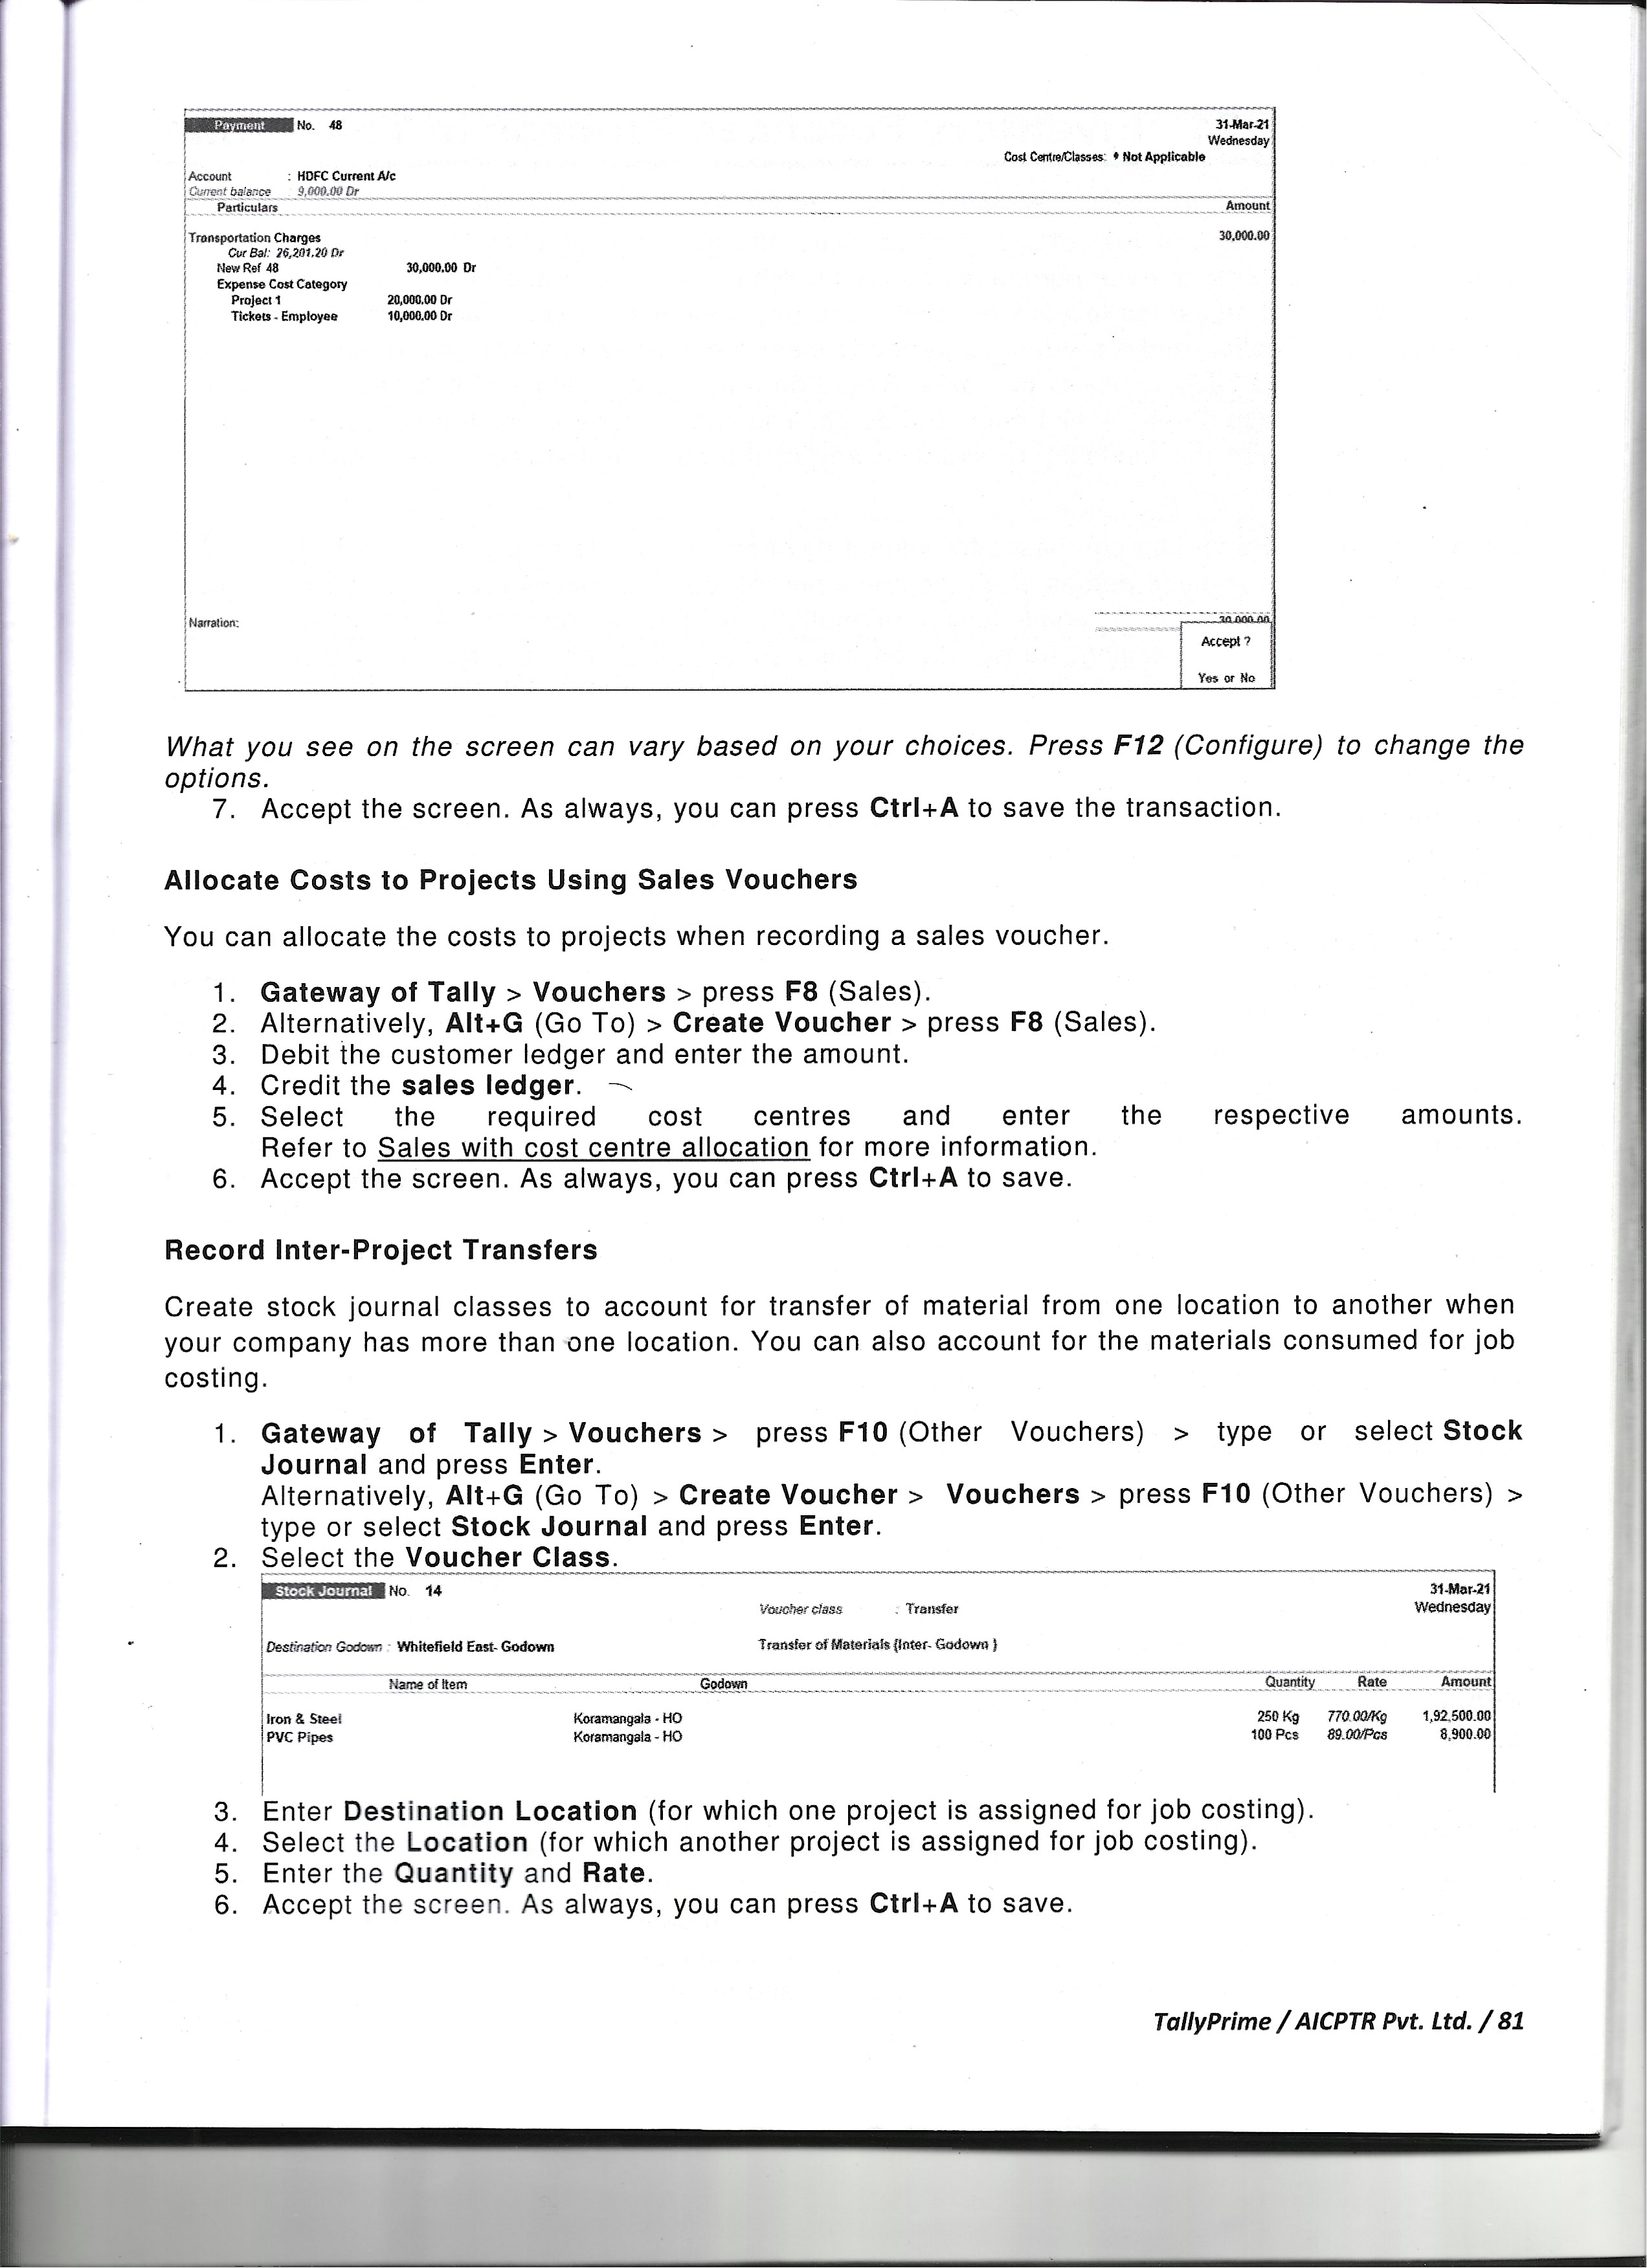 Payment No. 48 31-Mar-21
Wednesday
Cost Centre/Classes: ♦ Not Applicable
Account : HDFC Current A/c
Current balance : 9,000.00 Dr
Particulars Amount
Transportation Charges 30,000.00
Cur Bal: 26,201.20 Dr
New Ref 48 30,000.00 Dr
Expense Cost Category
Project 1 20,000.00 Dr
Tickets - Employee 10,000.00 Dr
Narration: 30,000.00
Accept ?
Yes or No
What you see on the screen can vary based on your choices. Press F12 (Configure) to change the
options.
7. Accept the screen. As always, you can press Ctrl+A to save the transaction.
Allocate Costs to Projects Using Sales Vouchers
You can allocate the costs to projects when recording a sales voucher.
1. Gateway of Tally > Vouchers > press F8 (Sales).
2. Alternatively, Alt+G (Go To) > Create Voucher > press F8 (Sales).
3. Debit the customer ledger and enter the amount.
4. Credit the sales ledger.
5. Select the required cost centres and enter the respective amounts.
Refer to Sales with cost centre allocation for more information.
6. Accept the screen. As always, you can press Ctrl+A to save.
Record Inter-Project Transfers
Create stock journal classes to account for transfer of material from one location to another when
your company has more than one location. You can also account for the materials consumed for job
costing.
1. Gateway of Tally > Vouchers > press F10 (Other Vouchers) > type or select Stock
Journal and press Enter.
Alternatively, Alt+G (Go To) > Create Voucher > Vouchers > press F10 (Other Vouchers) >
type or select Stock Journal and press Enter.
2. Select the Voucher Class.
Stock Journal No. 14 31-Mar-21
Voucher class : Transfer Wednesday
Destination Godown : Whitefield East- Godown Transfer of Materials (Inter- Godown )
Name of Item Godown Quantity Rate Amount
Iron & Steel Koramangala - HO 250 Kg 770.00/Kg 1,92,500.00
PVC Pipes Koramangala - HO 100 Pcs 89.00/Pcs 8,900.00
3. Enter Destination Location (for which one project is assigned for job costing).
4. Select the Location (for which another project is assigned for job costing).
5. Enter the Quantity and Rate.
6. Accept the screen. As always, you can press Ctrl+A to save.
TallyPrime / AICPTR Pvt. Ltd. / 81